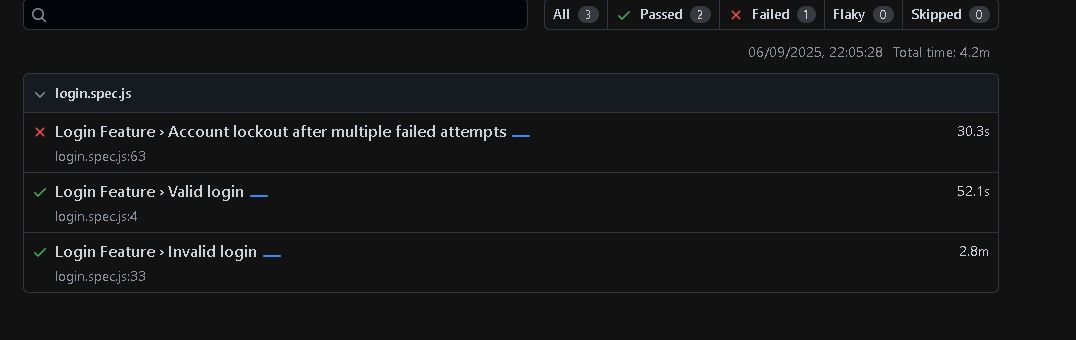 All 3 Passed 2 Failed 1 Flaky 0 Skipped 0
06/09/2025, 22:05:28 Total time: 4.2m
login.spec.js
Login Feature › Account lockout after multiple failed attempts 30.3s
login.spec.js:63
Login Feature › Valid login 52.1s
login.spec.js:4
Login Feature › Invalid login 2.8m
login.spec.js:33